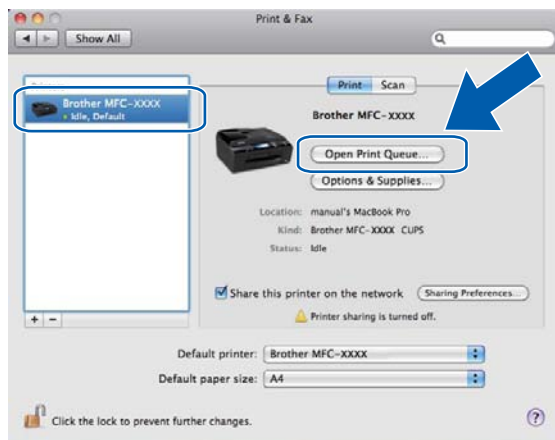 Print & Fax
Show All
Print Scan
Brother MFC-XXXX
Idle, Default
Brother MFC-XXXX
Open Print Queue...
Options & Supplies...
Location: manual's MacBook Pro
Kind: Brother MFC-XXXX CUPS
Status: Idle
Share this printer on the network Sharing Preferences...
Printer sharing is turned off.
+ −
Default printer: Brother MFC-XXXX
Default paper size: A4
Click the lock to prevent further changes.
?